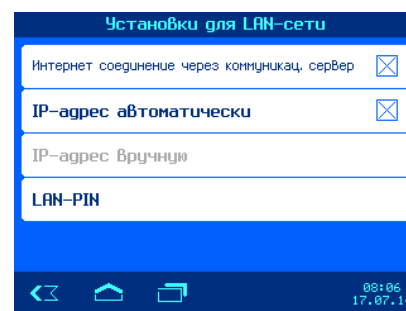 Установки для LAN-сети
Интернет соединение через коммуникац. сервер
IP-адрес автоматически
IP-адрес вручную
LAN-PIN
08:06
17.07.1